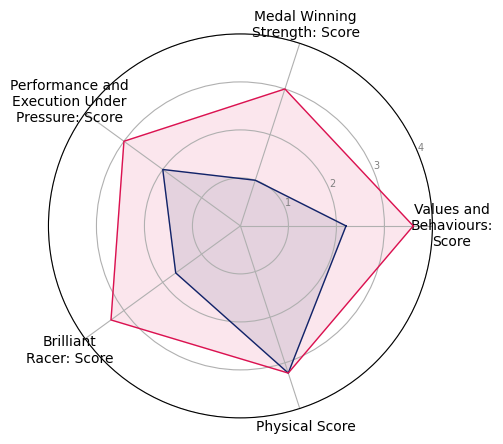 Medal Winning
Strength: Score
Performance and
Execution Under
Pressure: Score
4
3
2
1
Values and
Behaviours:
Score
Brilliant
Racer: Score
Physical Score